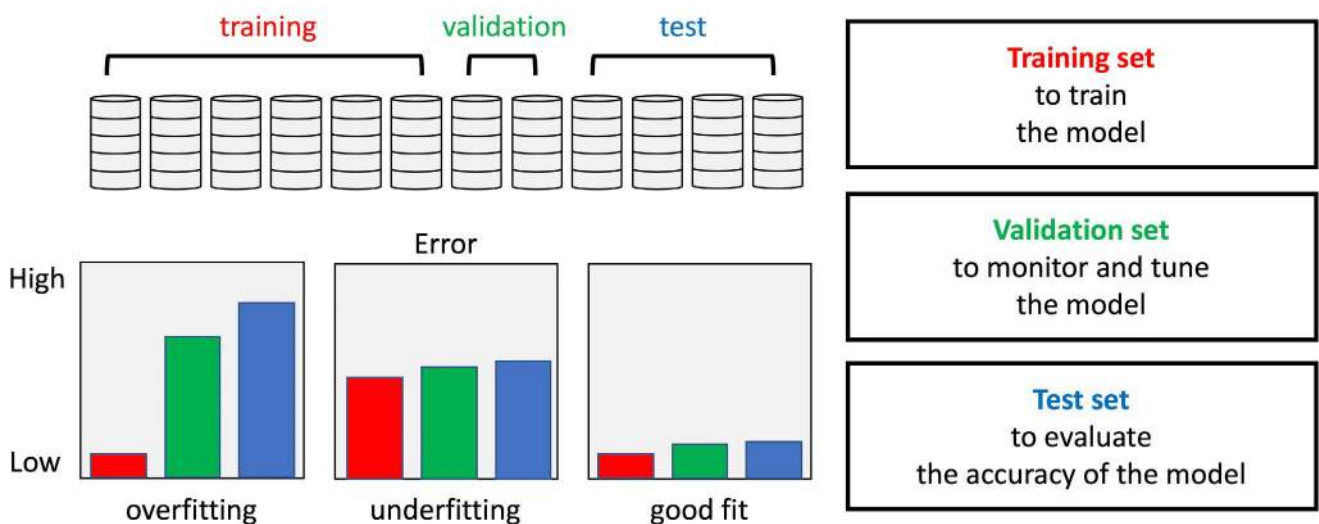 training
validation
test
Error
High
Low
overfitting
underfitting
good fit
Training set
to train
the model
Validation set
to monitor and tune
the model
Test set
to evaluate
the accuracy of the model